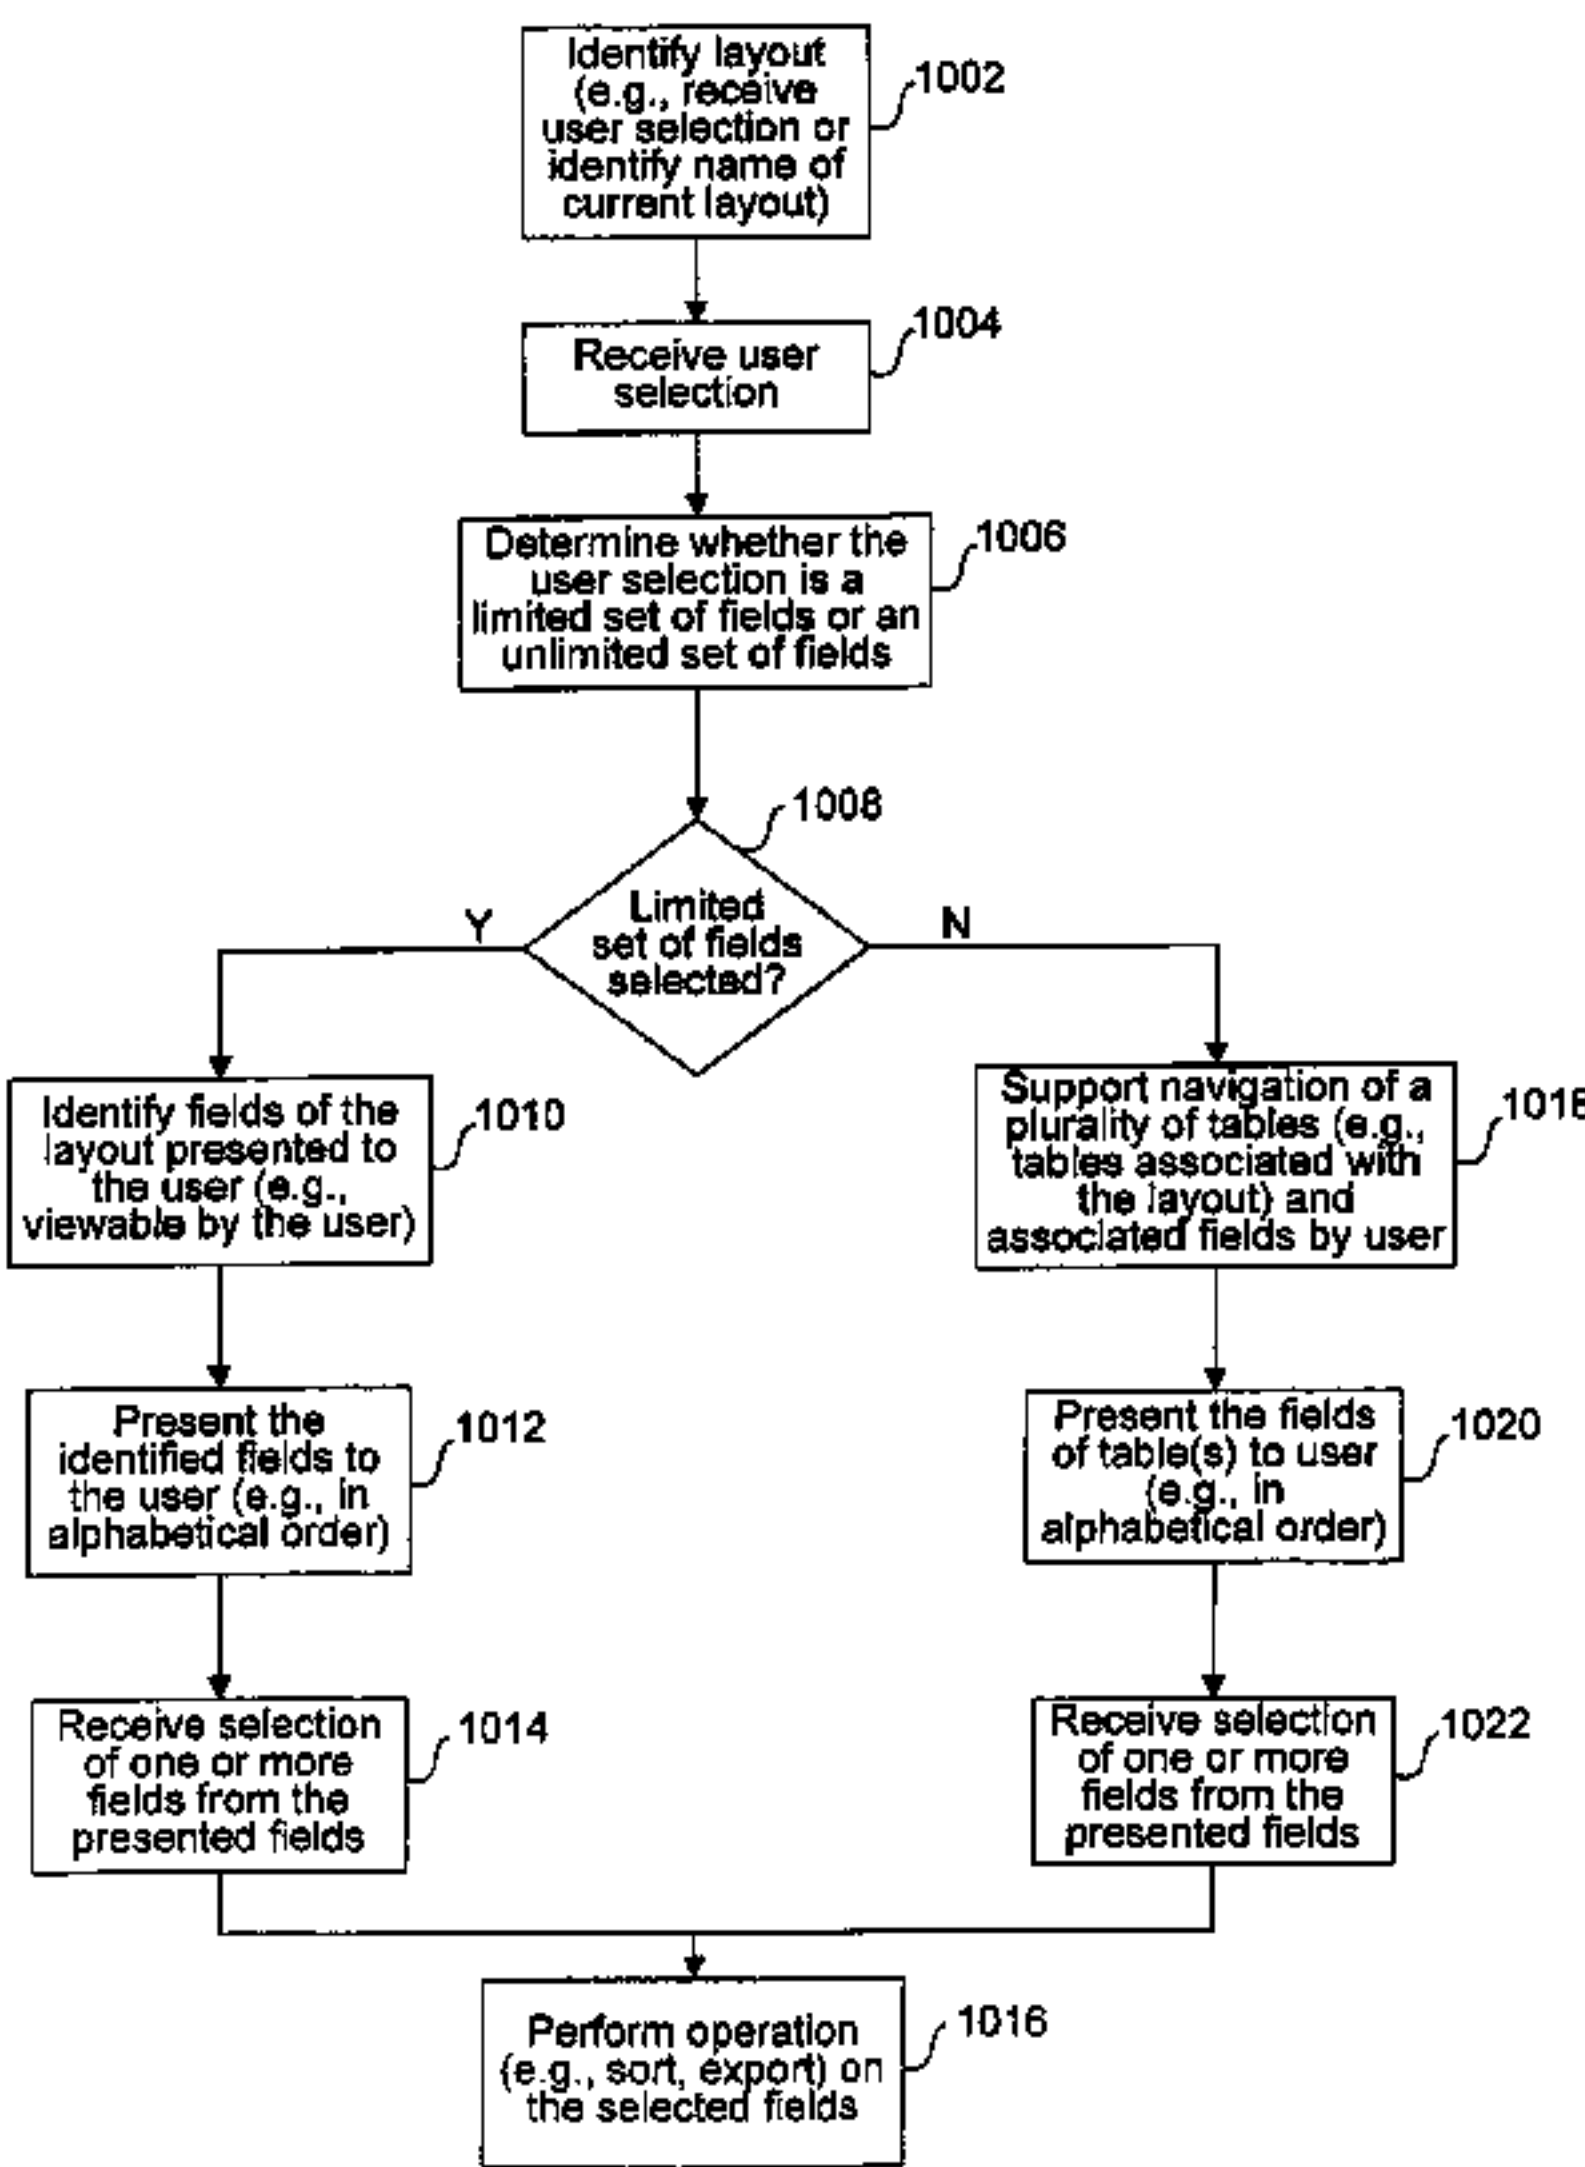 Identify layout
(e.g., receive
user selection or
identify name of
current layout)
1002
Receive user
selection
1004
Determine whether the
user selection is a
limited set of fields or an
unlimited set of fields
1006
Limited
set of fields
selected?
1008
Y
N
Identify fields of the
layout presented to
the user (e.g.,
viewable by the user)
1010
Support navigation of a
plurality of tables (e.g.,
tables associated with
the layout) and
associated fields by user
1018
Present the
identified fields to
the user (e.g., in
alphabetical order)
1012
Present the fields
of table(s) to user
(e.g., in
alphabetical order)
1020
Receive selection
of one or more
fields from the
presented fields
1014
Receive selection
of one or more
fields from the
presented fields
1022
Perform operation
(e.g., sort, export) on
the selected fields
1016